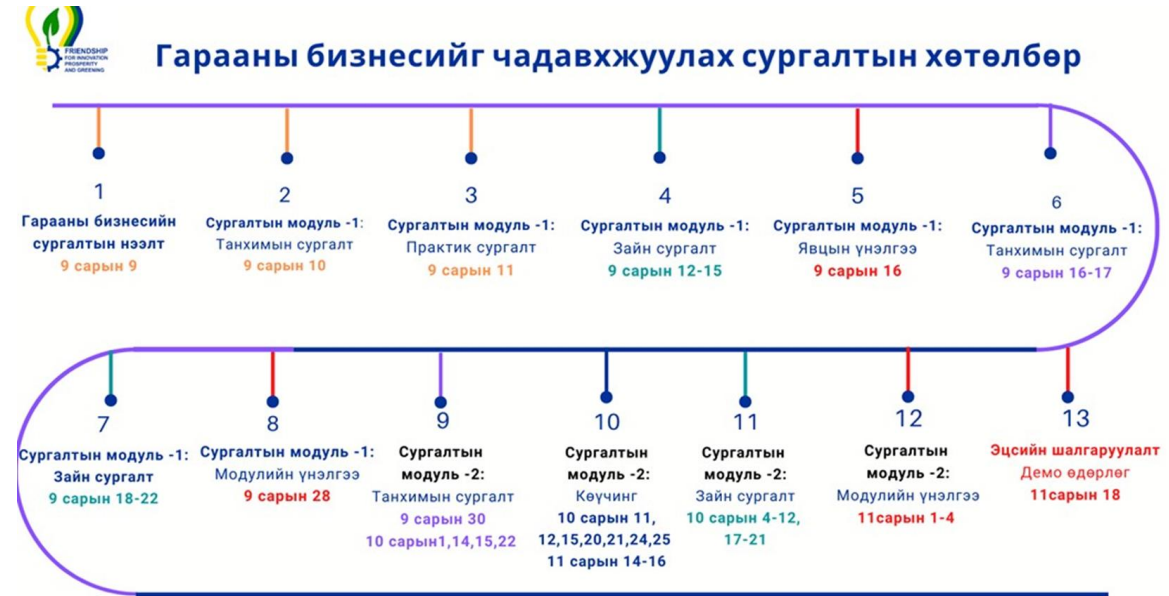 FRIENDSHIP
FOR INNOVATION
PROSPERITY
AND GREENING
Гарааны бизнесийг чадавхжуулах сургалтын хөтөлбөр
1
Гарааны бизнесийн
сургалтын нээлт
9 сарын 9
2
Сургалтын модуль -1:
Танхимын сургалт
9 сарын 10
3
Сургалтын модуль -1:
Практик сургалт
9 сарын 11
4
Сургалтын модуль -1:
Зайн сургалт
9 сарын 12-15
5
Сургалтын модуль -1:
Явцын үнэлгээ
9 сарын 16
6
Сургалтын модуль -1:
Танхимын сургалт
9 сарын 16-17
7
Сургалтын модуль -1:
Зайн сургалт
9 сарын 18-22
8
Сургалтын модуль -1:
Модулийн үнэлгээ
9 сарын 28
9
Сургалтын
модуль -2:
Танхимын сургалт
9 сарын 30
10 сарын1,14,15,22
10
Сургалтын
модуль -2:
Көүчинг
10 сарын 11,
12,15,20,21,24,25
11 сарын 14-16
11
Сургалтын
модуль -2:
Зайн сургалт
10 сарын 4-12,
17-21
12
Сургалтын
модуль -2:
Модулийн үнэлгээ
11сарын 1-4
13
Эцсийн шалгаруулалт
Демо өдөрлөг
11сарын 18